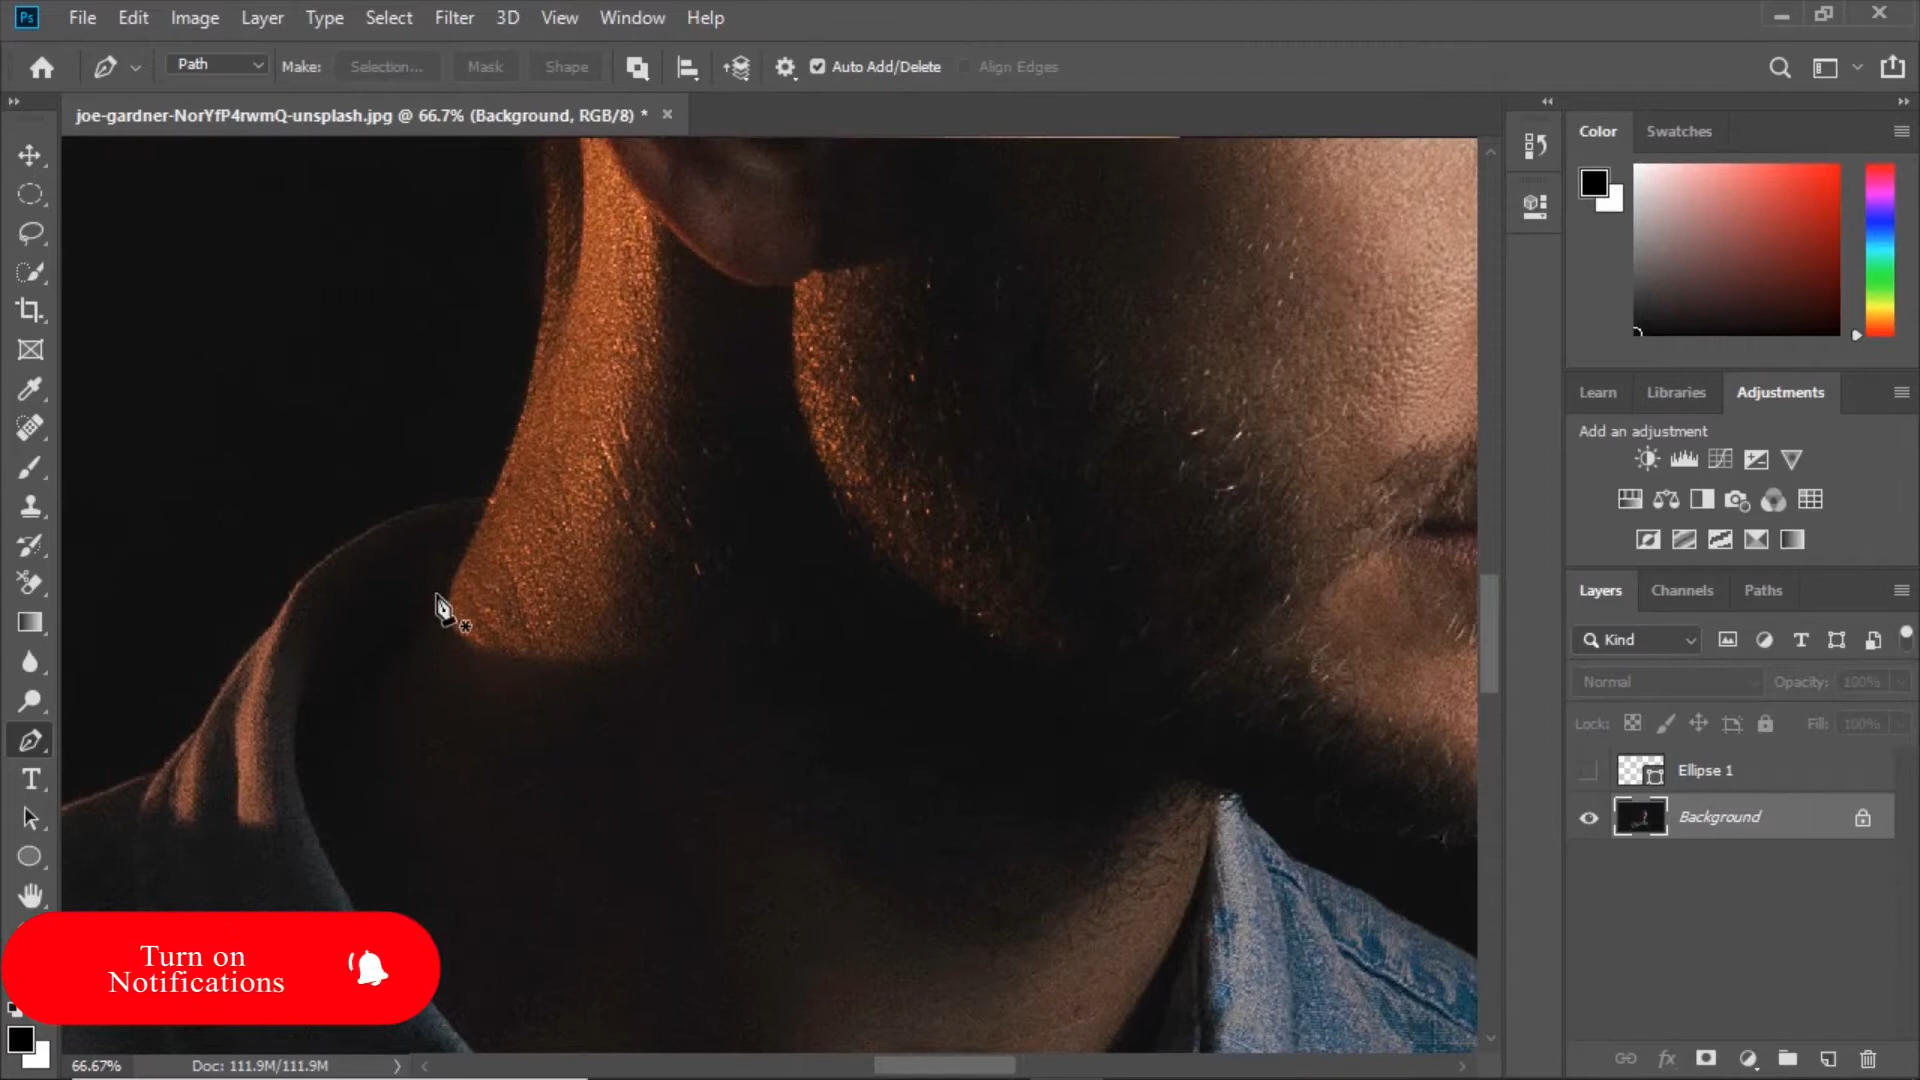 Ps File Edit Image Layer Type Select Filter 3D View Window Help
Path Make: Selection... Mask Shape Auto Add/Delete Align Edges
joe-gardner-NorYfP4rwmQ-unsplash.jpg @ 66.7% (Background, RGB/8) *
Color Swatches
Learn Libraries Adjustments
Add an adjustment
Layers Channels Paths
Kind
Normal Opacity: 100%
Lock: Fill: 100%
Ellipse 1
Background
Turn on
Notifications
66.67% Doc: 111.9M/111.9M
fx